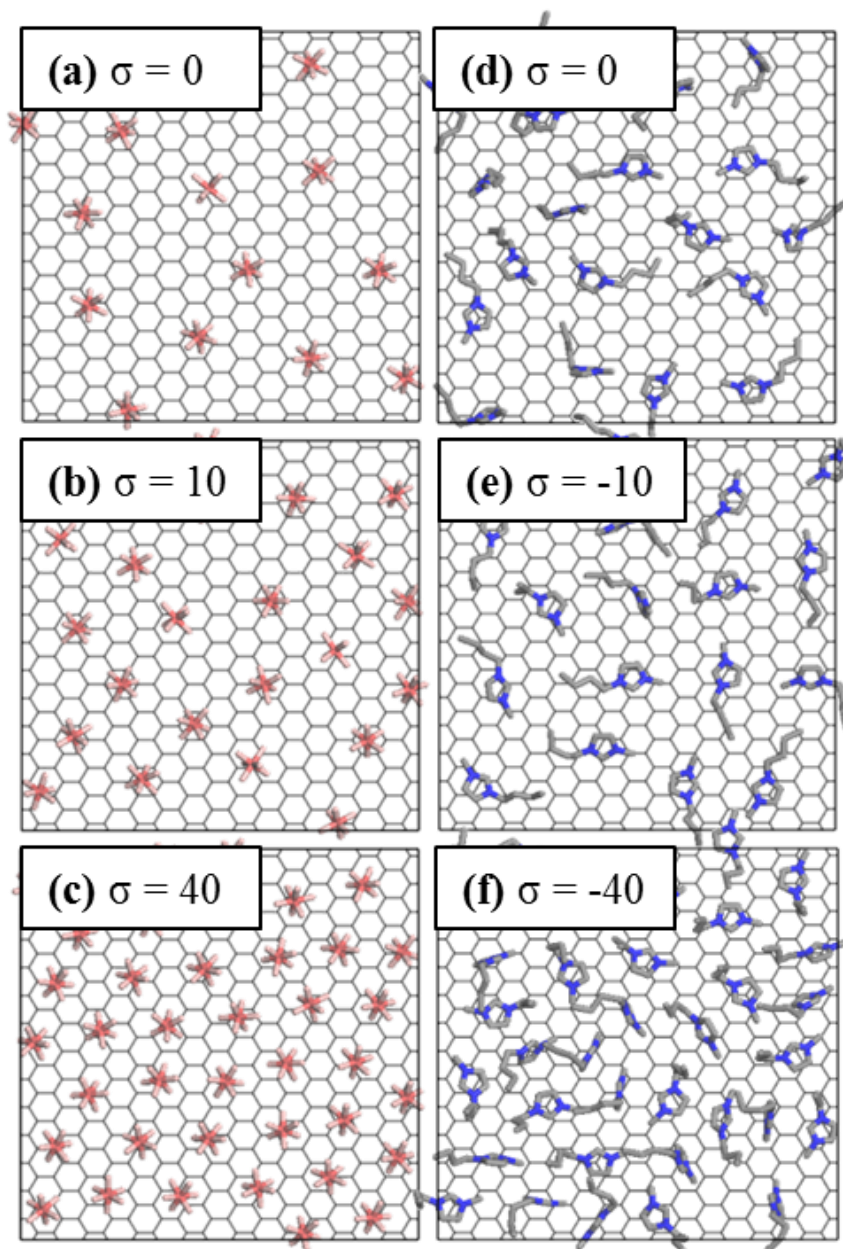 (a) σ = 0
(d) σ = 0
(b) σ = 10
(e) σ = -10
(c) σ = 40
(f) σ = -40